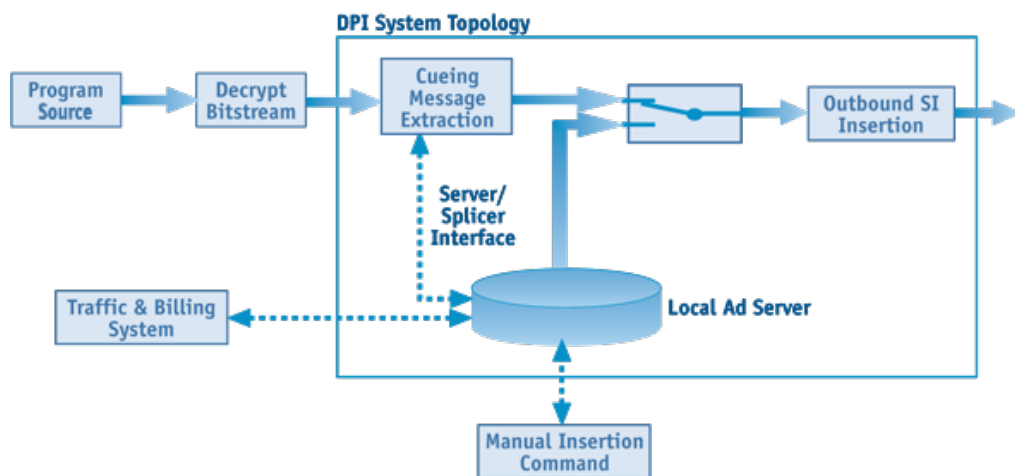 DPI System Topology
Program
Source
Decrypt
Bitstream
Cueing
Message
Extraction
Outbound SI
Insertion
Server/
Splicer
Interface
Traffic & Billing
System
Local Ad Server
Manual Insertion
Command